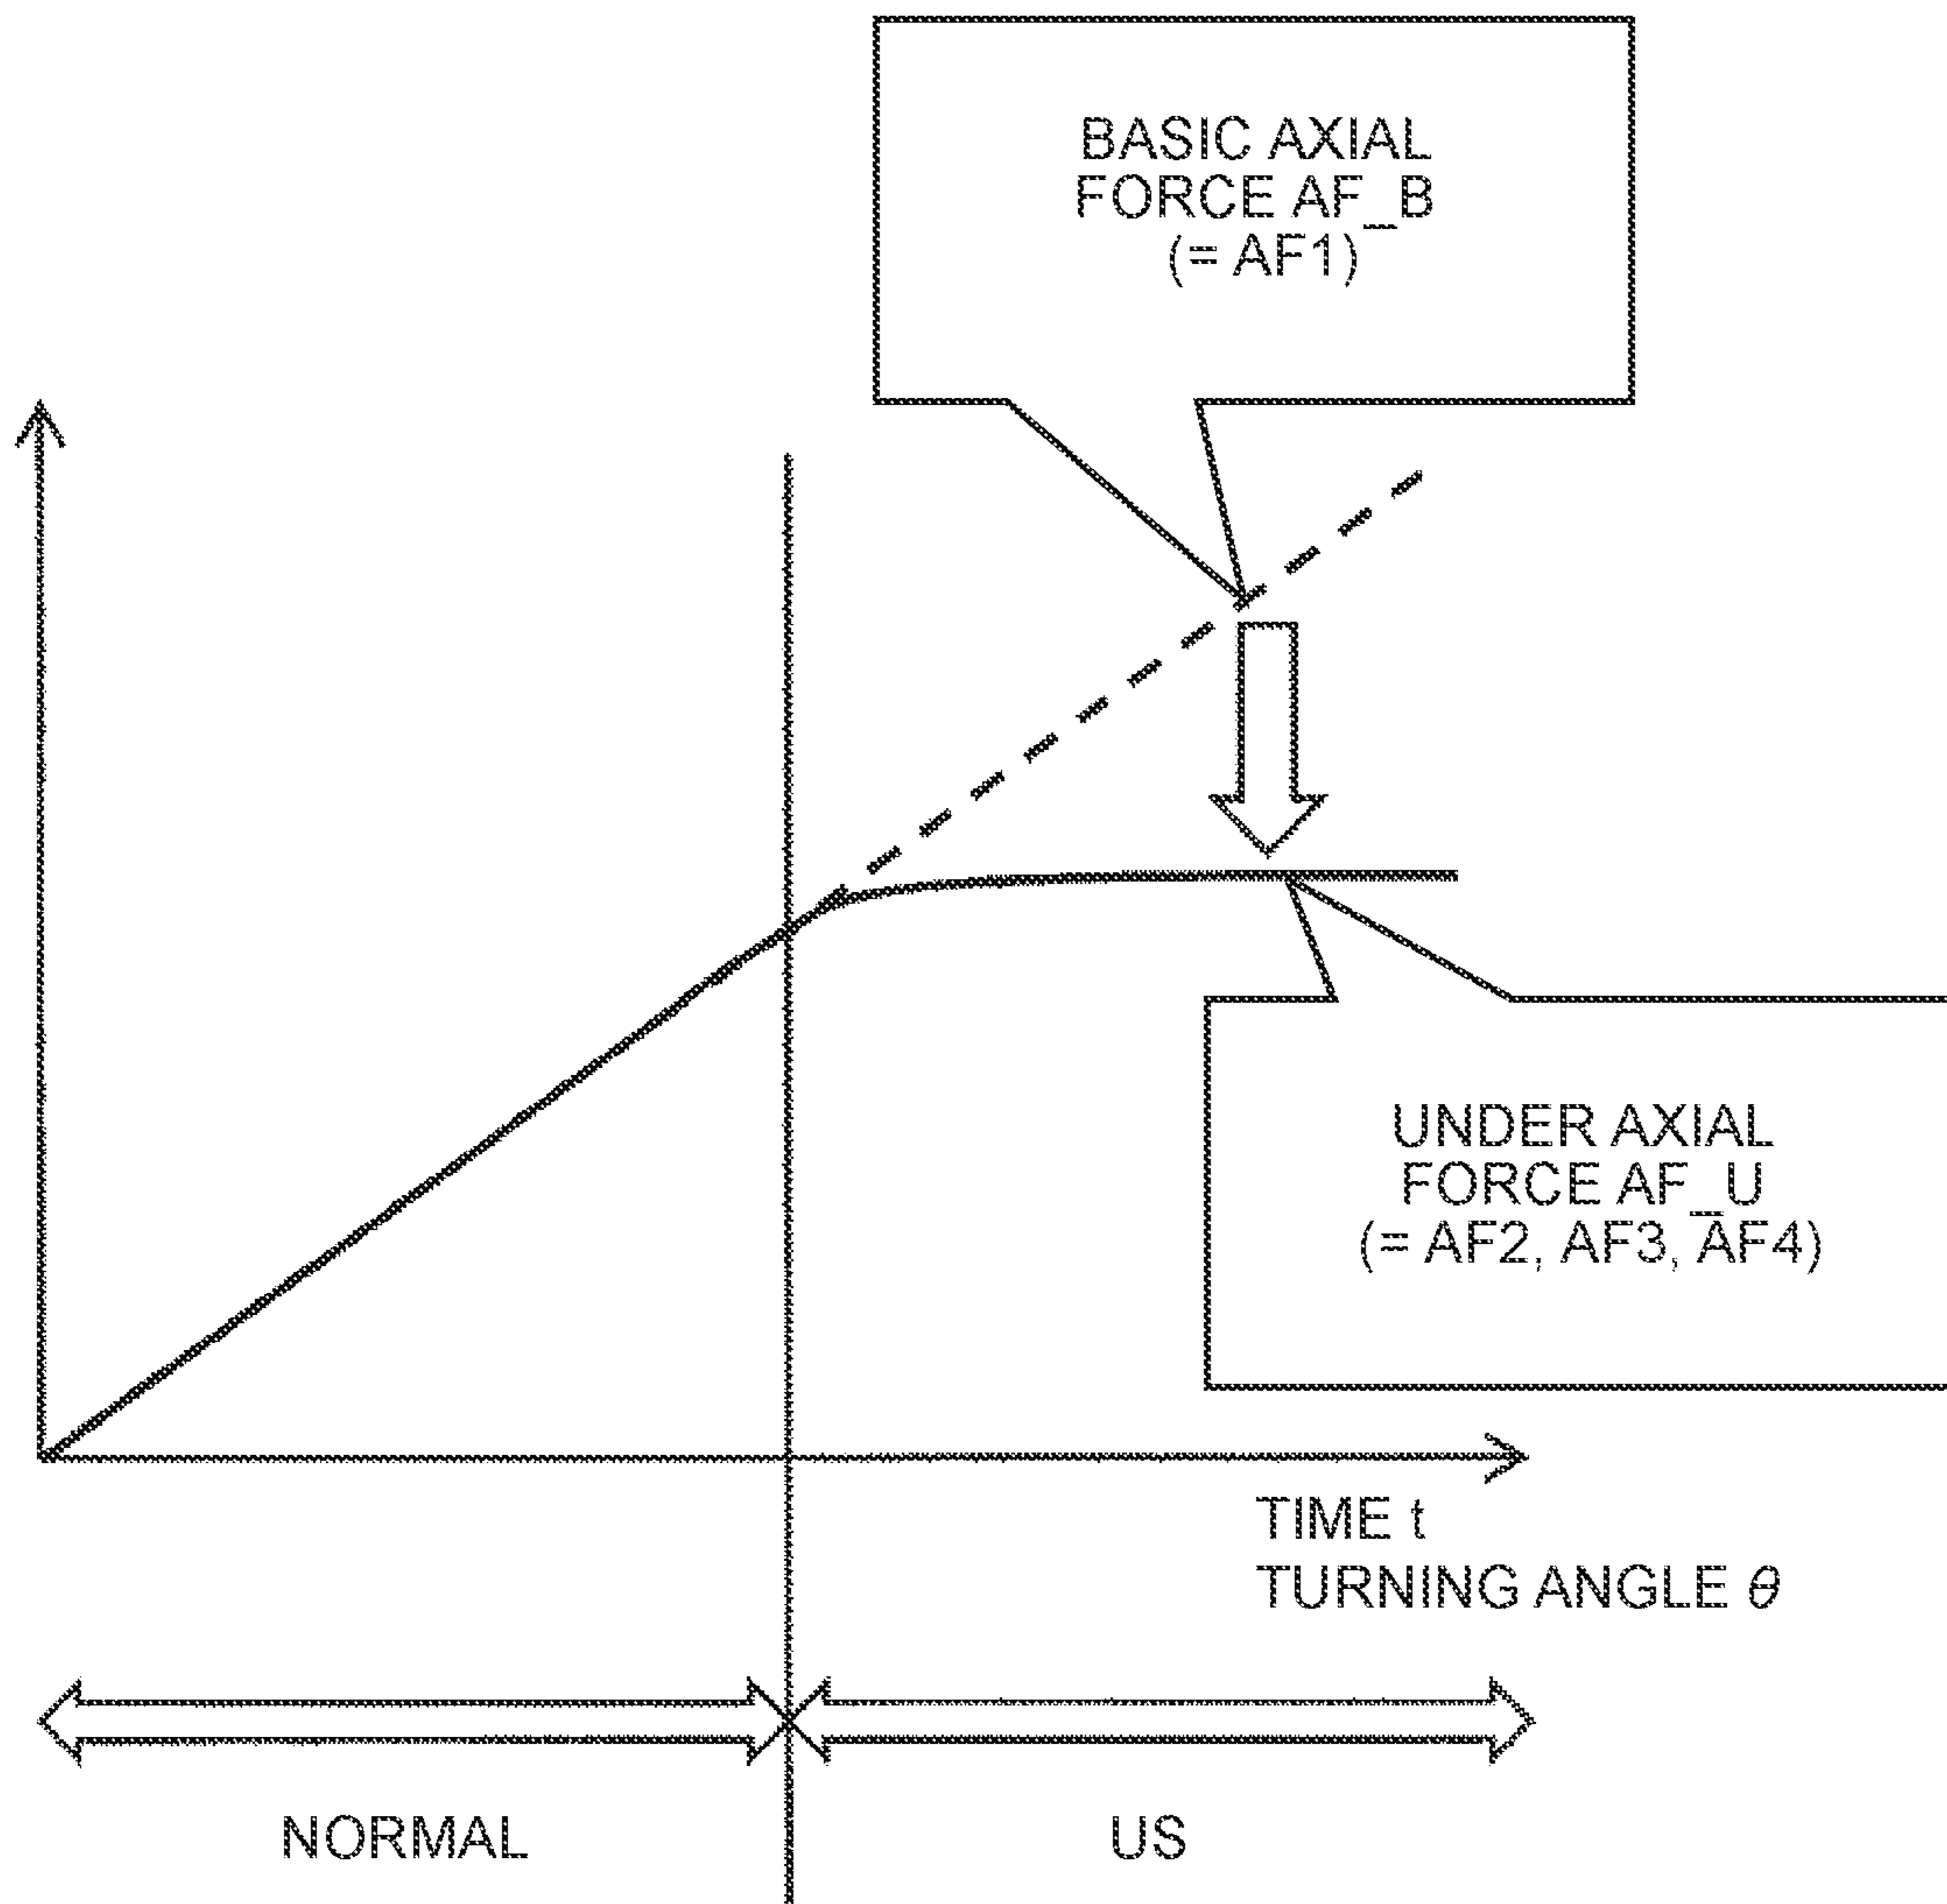 BASIC AXIAL
FORCE AF_B
(= AF1)
UNDER AXIAL
FORCE AF_U
(= AF2, AF3, AF4)
TIME t
TURNING ANGLE θ
NORMAL
US